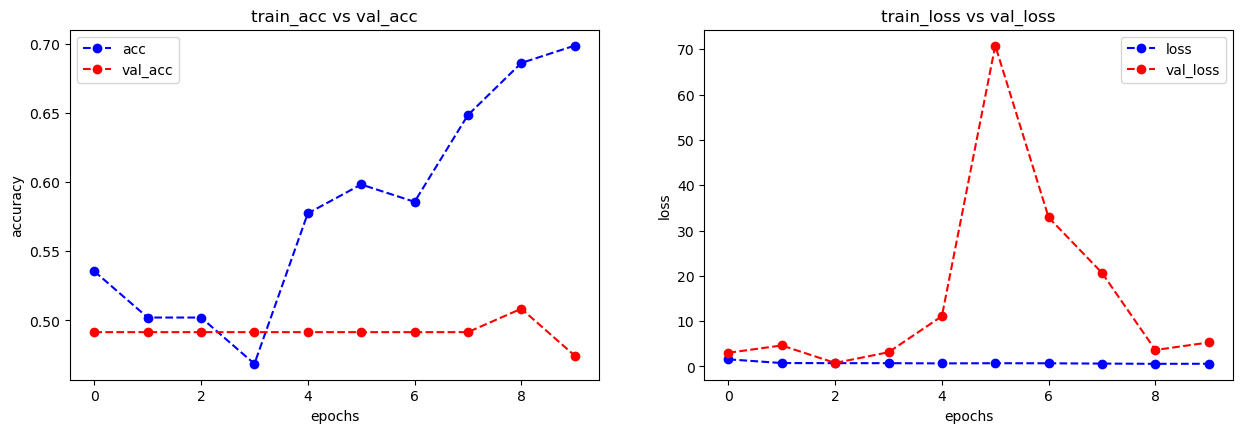 train_acc vs val_acc
acc
val_acc
0.70
0.65
0.60
0.55
0.50
accuracy
0 2 4 6 8
epochs
train_loss vs val_loss
loss
val_loss
70
60
50
40
30
20
10
0
loss
0 2 4 6 8
epochs